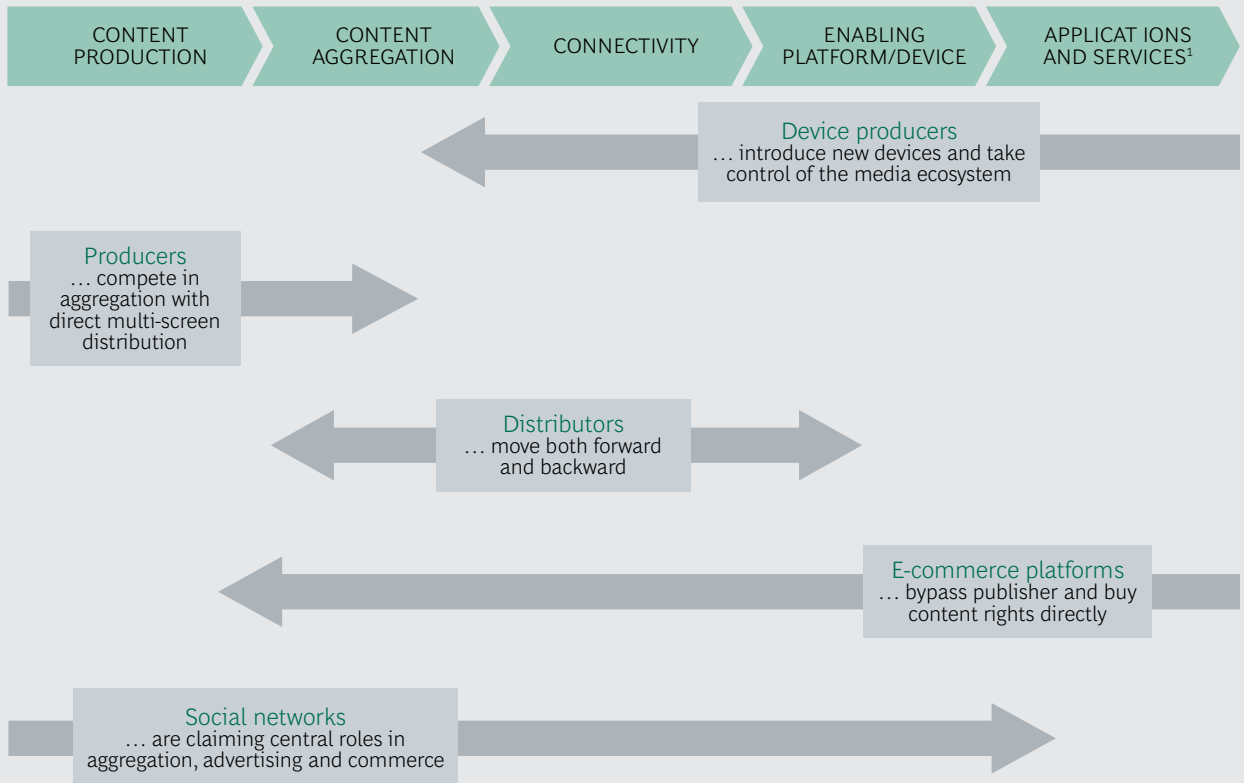 CONTENT
PRODUCTION
CONTENT
AGGREGATION
CONNECTIVITY
ENABLING
PLATFORM/DEVICE
APPLICAT IONS
AND SERVICES¹
Device producers
… introduce new devices and take
control of the media ecosystem
Producers
… compete in
aggregation with
direct multi-screen
distribution
Distributors
… move both forward
and backward
E-commerce platforms
… bypass publisher and buy
content rights directly
Social networks
… are claiming central roles in
aggregation, advertising and commerce